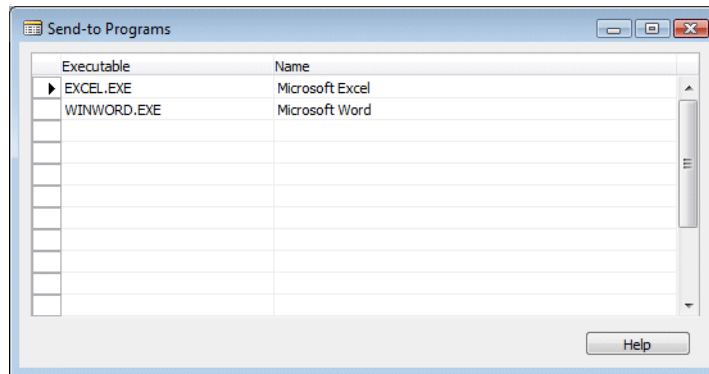 Send-to Programs
Executable Name
EXCEL.EXE Microsoft Excel
WINWORD.EXE Microsoft Word
Help